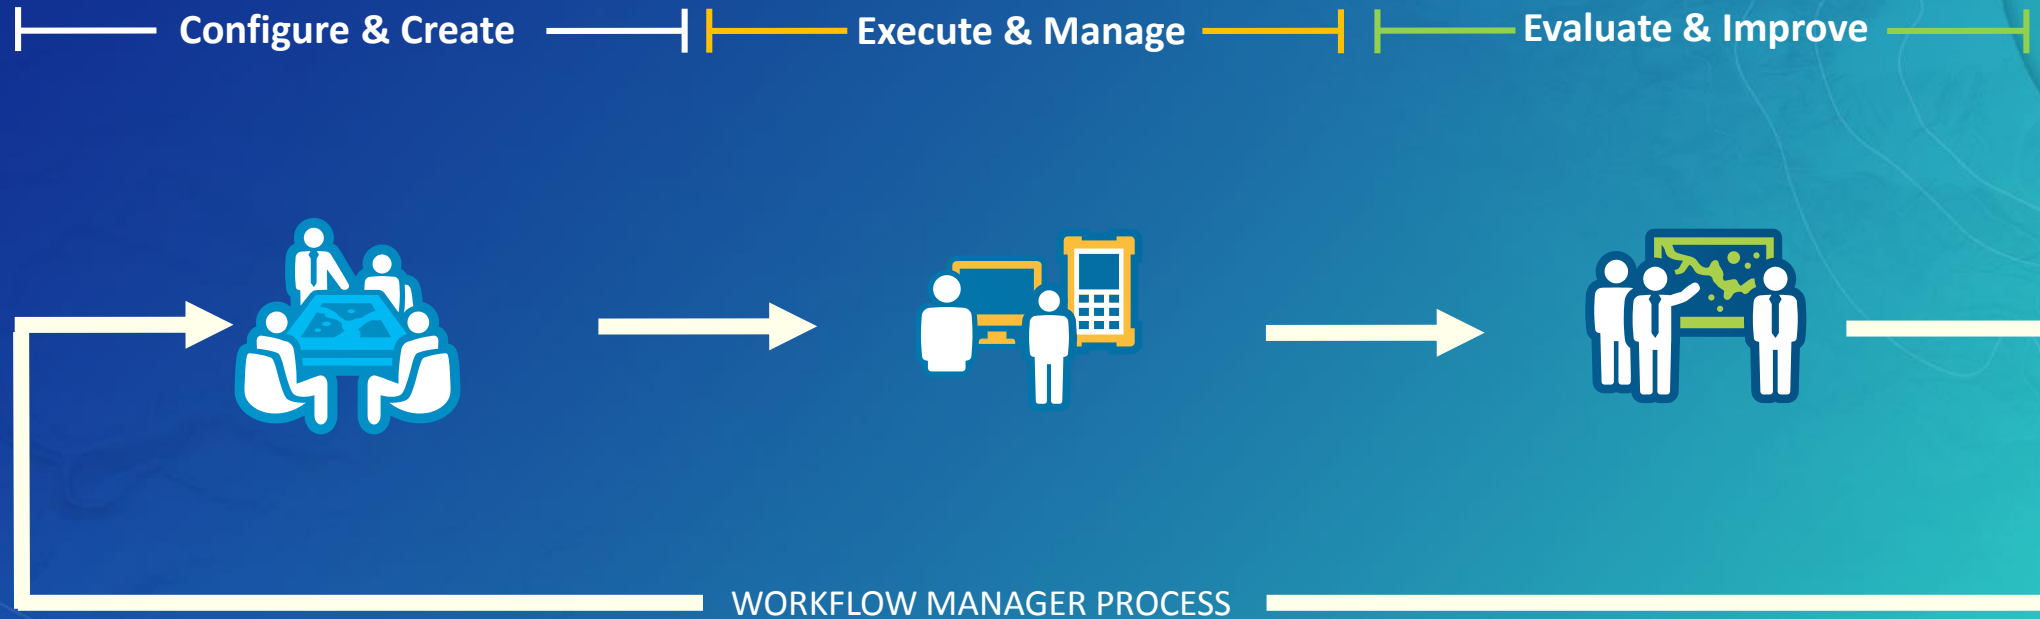 Configure & Create
Execute & Manage
Evaluate & Improve
WORKFLOW MANAGER PROCESS